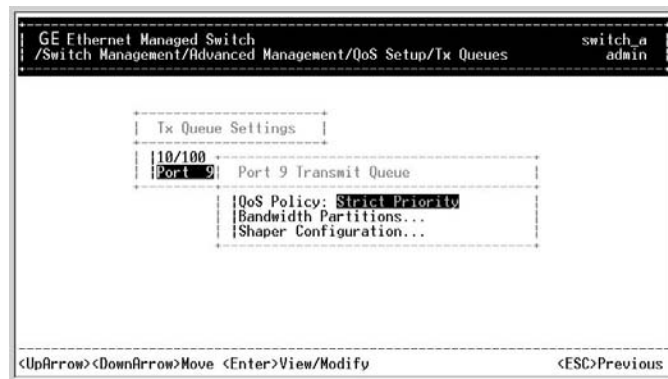 GE Ethernet Managed Switch switch_a
/Switch Management/Advanced Management/QoS Setup/Tx Queues admin
Tx Queue Settings
10/100
Port 9 Port 9 Transmit Queue
QoS Policy: Strict Priority
Bandwidth Partitions...
Shaper Configuration...
<UpArrow><DownArrow>Move <Enter>View/Modify <ESC>Previous